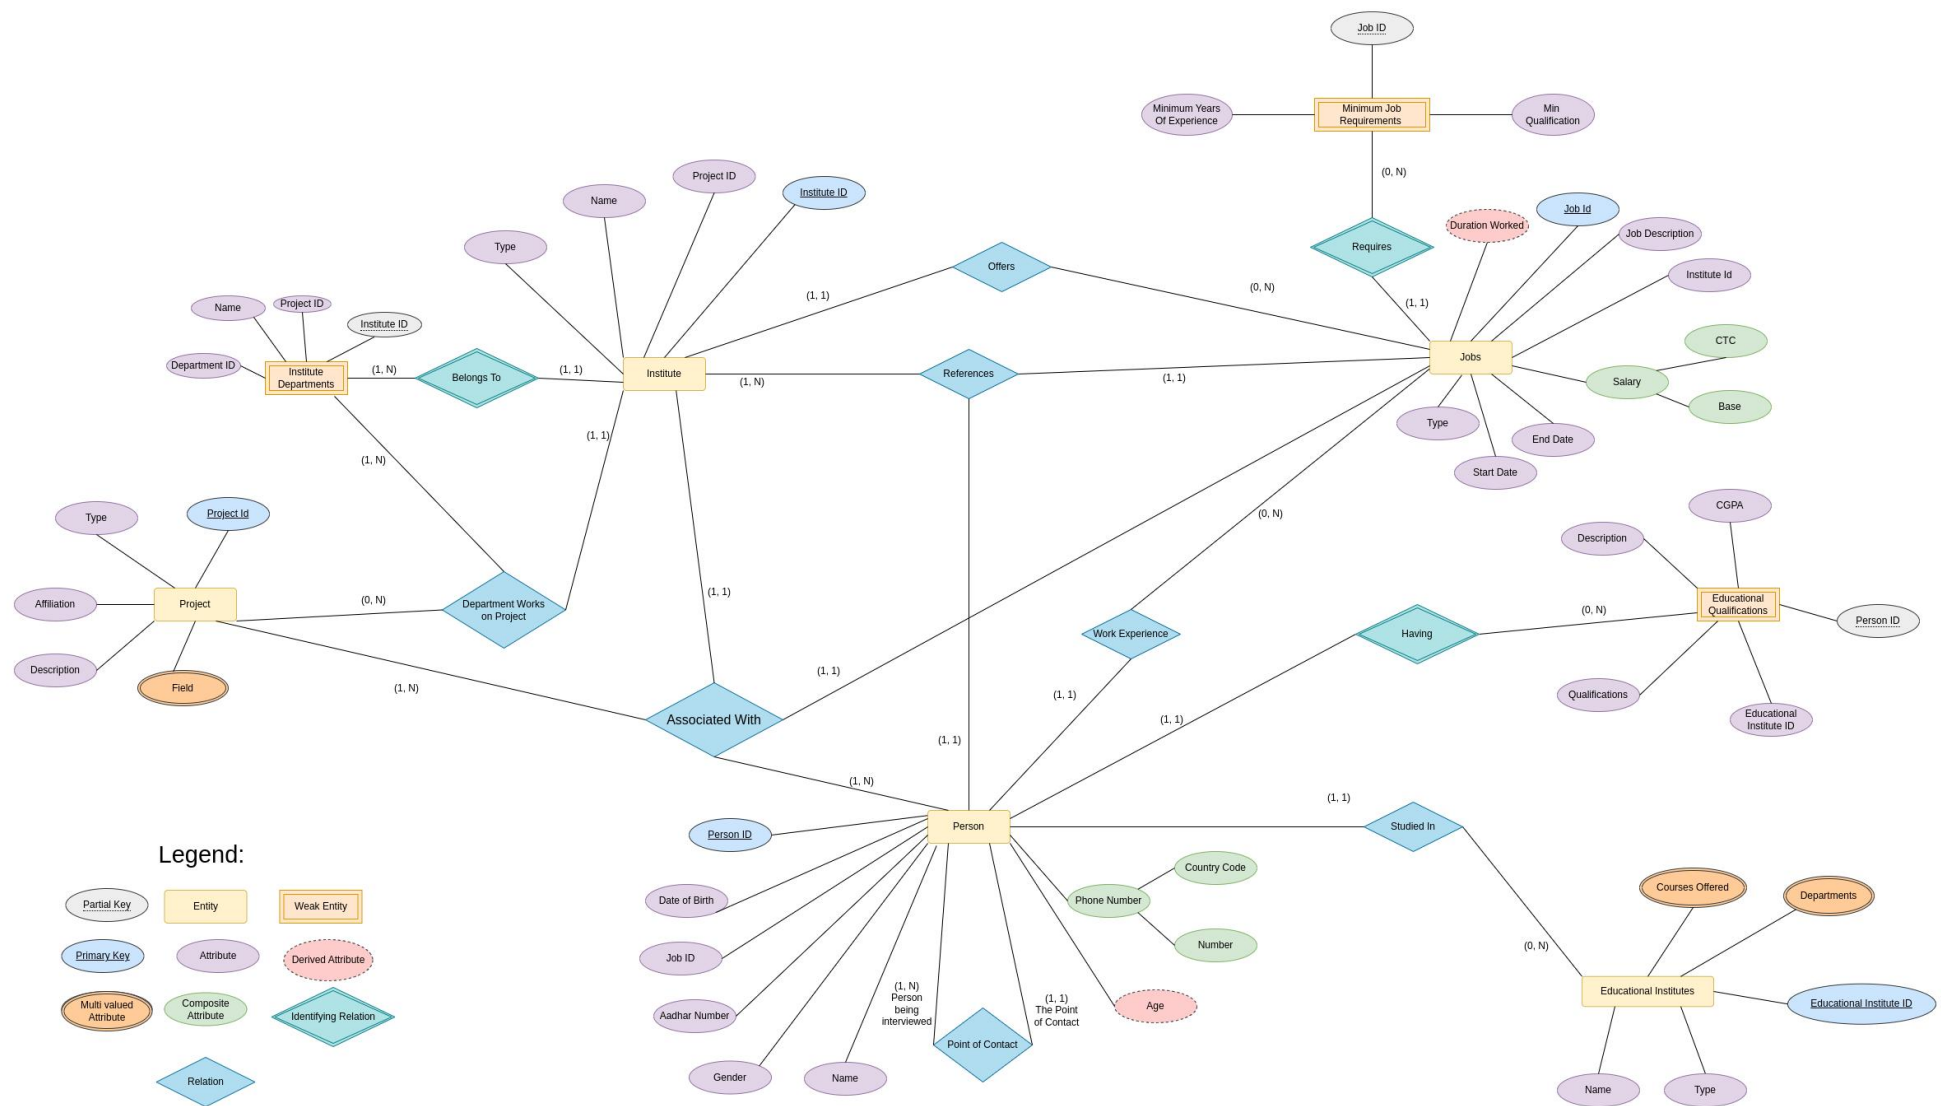 Job ID
Minimum Years
Of Experience
Minimum Job
Requirements
Min
Qualification
(0, N)
Requires
(1, 1)
Duration Worked
Job Id
Job Description
Institute Id
CTC
Salary
Base
Jobs
Type
Start Date
End Date
Type
Name
Project ID
Institute ID
Institute
(1, 1)
Offers
(0, N)
Name
Project ID
Institute ID
Department ID
Institute
Departments
(1, N)
Belongs To
(1, 1)
(1, N)
References
(1, 1)
(1, N)
(1, 1)
Type
Project Id
Affiliation
Project
Description
Field
(0, N)
Department Works
on Project
(1, N)
(1, 1)
Associated With
(1, 1)
(1, N)
(1, 1)
(0, N)
Work Experience
(1, 1)
Having
(0, N)
(1, 1)
Description
CGPA
Educational
Qualifications
Person ID
Qualifications
Educational
Institute ID
Person
Person ID
Date of Birth
Job ID
Aadhar Number
Gender
Name
(1, N)
Person
being
interviewed
Point of Contact
(1, 1)
The Point
of Contact
Age
Phone Number
Country Code
Number
(1, 1)
Studied In
(0, N)
Courses Offered
Departments
Educational Institutes
Educational Institute ID
Name
Type
Legend:
Partial Key
Entity
Weak Entity
Primary Key
Attribute
Derived Attribute
Multi valued
Attribute
Composite
Attribute
Identifying Relation
Relation